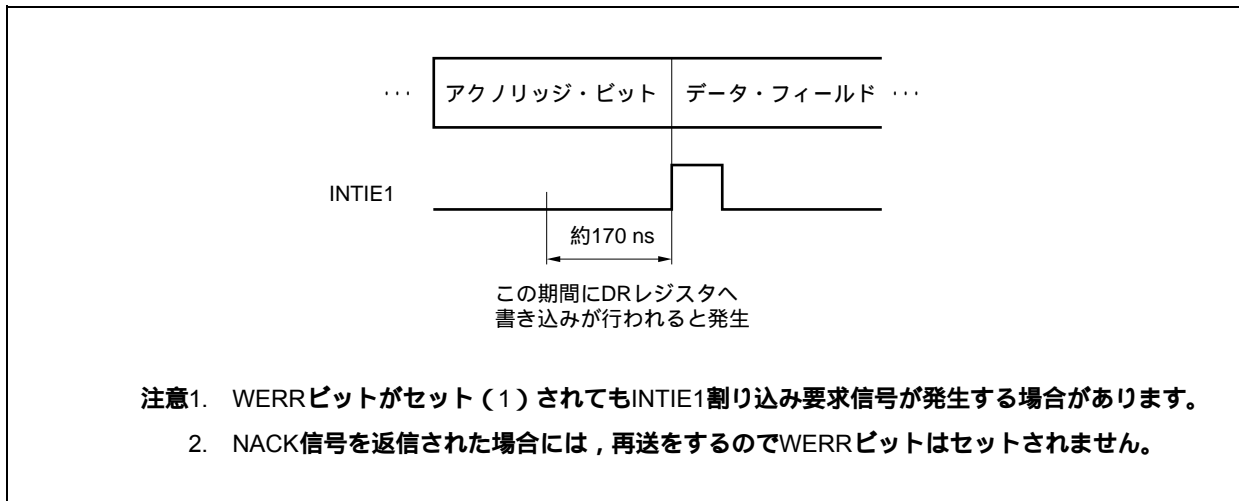 ··· アクノリッジ・ビット データ・フィールド ···
INTIE1
約170 ns
この期間にDRレジスタへ
書き込みが行われると発生
注意1. WERRビットがセット（1）されてもINTIE1割り込み要求信号が発生する場合があります。
2. NACK信号を返信された場合には，再送をするのでWERRビットはセットされません。